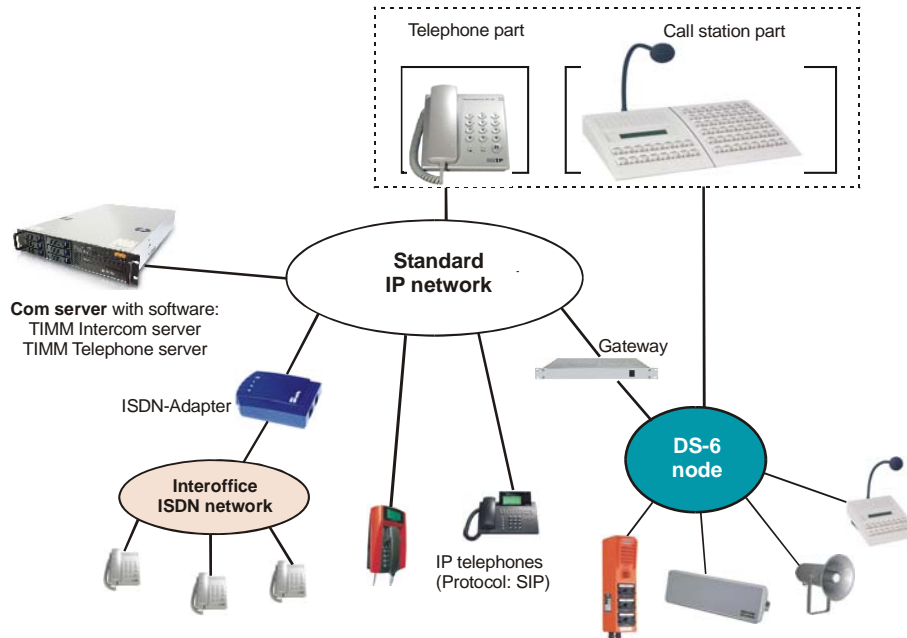 Telephone part
Call station part
Standard
IP network
Com server with software:
TIMM Intercom server
TIMM Telephone server
Gateway
ISDN-Adapter
DS-6
node
Interoffice
ISDN network
IP telephones
(Protocol: SIP)